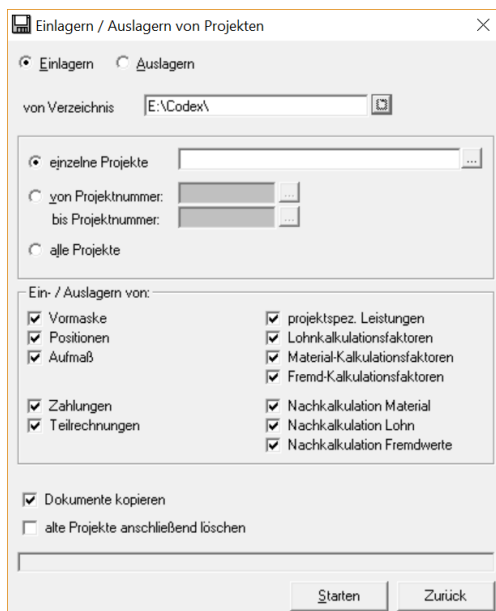 Einlagern / Auslagern von Projekten
Einlagern Auslagern
von Verzeichnis E:\Codex\
einzelne Projekte ...
von Projektnummer: ...
bis Projektnummer: ...
alle Projekte
Ein- / Auslagern von:
Vormaske projektspez. Leistungen
Positionen Lohnkalkulationsfaktoren
Aufmaß Material-Kalkulationsfaktoren
Fremd-Kalkulationsfaktoren
Zahlungen Nachkalkulation Material
Teilrechnungen Nachkalkulation Lohn
Nachkalkulation Fremdwerte
Dokumente kopieren
alte Projekte anschließend löschen
Starten Zurück